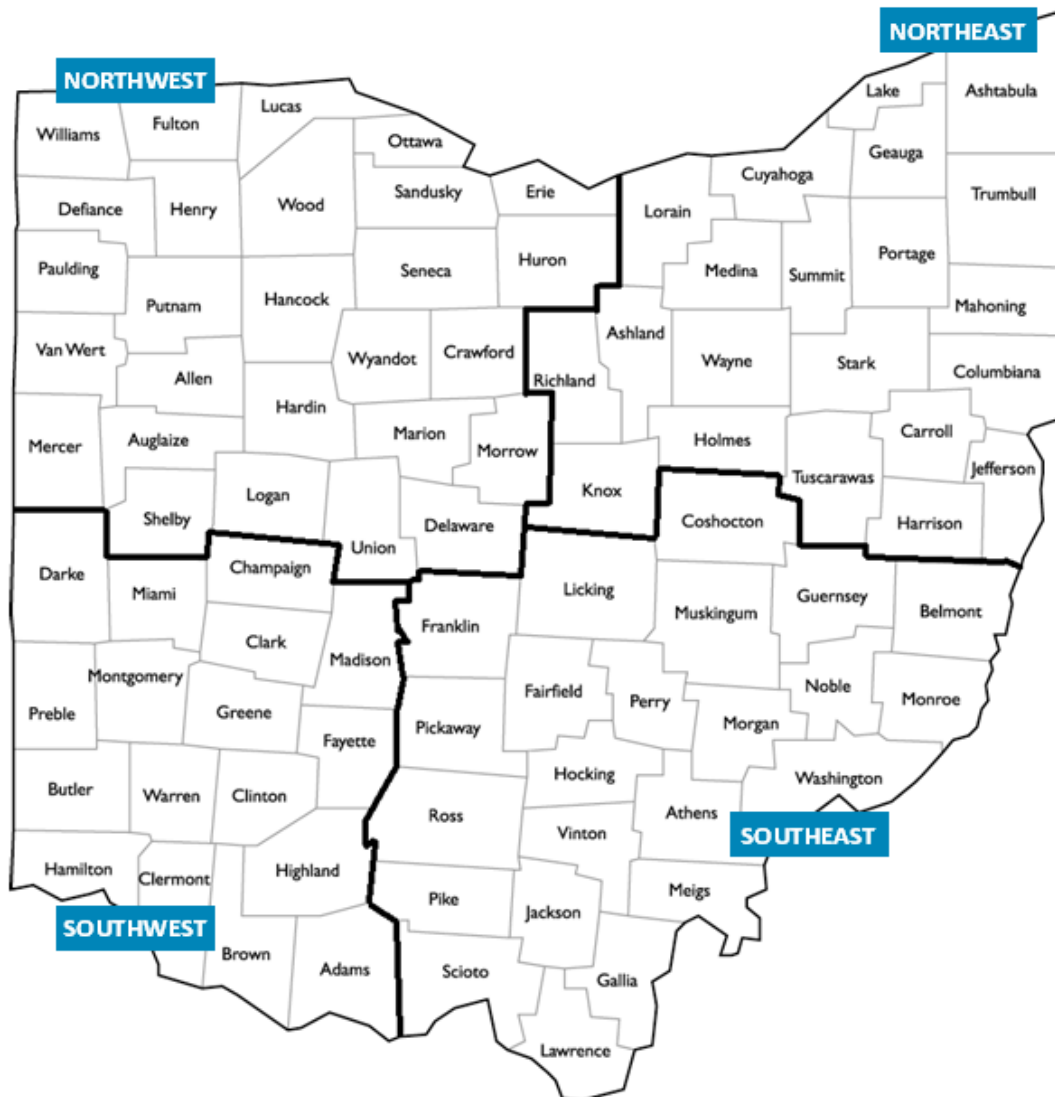 NORTHEAST
NORTHWEST
Lake
Ashtabula
Lucas
Fulton
Williams
Ottawa
Geauga
Cuyahoga
Trumbull
Sandusky
Erie
Wood
Lorain
Defiance
Henry
Portage
Huron
Paulding
Seneca
Medina
Summit
Hancock
Putnam
Mahoning
Ashland
Van Wert
Wyandot
Crawford
Wayne
Stark
Columbiana
Allen
Richland
Hardin
Carroll
Marion
Auglaize
Holmes
Mercer
Morrow
Jefferson
Tuscarawas
Knox
Logan
Shelby
Delaware
Coshocton
Harrison
Union
Darke
Champaign
Miami
Licking
Guernsey
Muskingum
Belmont
Franklin
Clark
Madison
Montgomery
Noble
Fairfield
Monroe
Perry
Preble
Greene
Pickaway
Morgan
Fayette
Hocking
Washington
Butler
Warren
Clinton
Ross
Athens
Vinton
SOUTHEAST
Hamilton
Clermont
Highland
Meigs
Pike
Jackson
SOUTHWEST
Brown
Adams
Scioto
Gallia
Lawrence